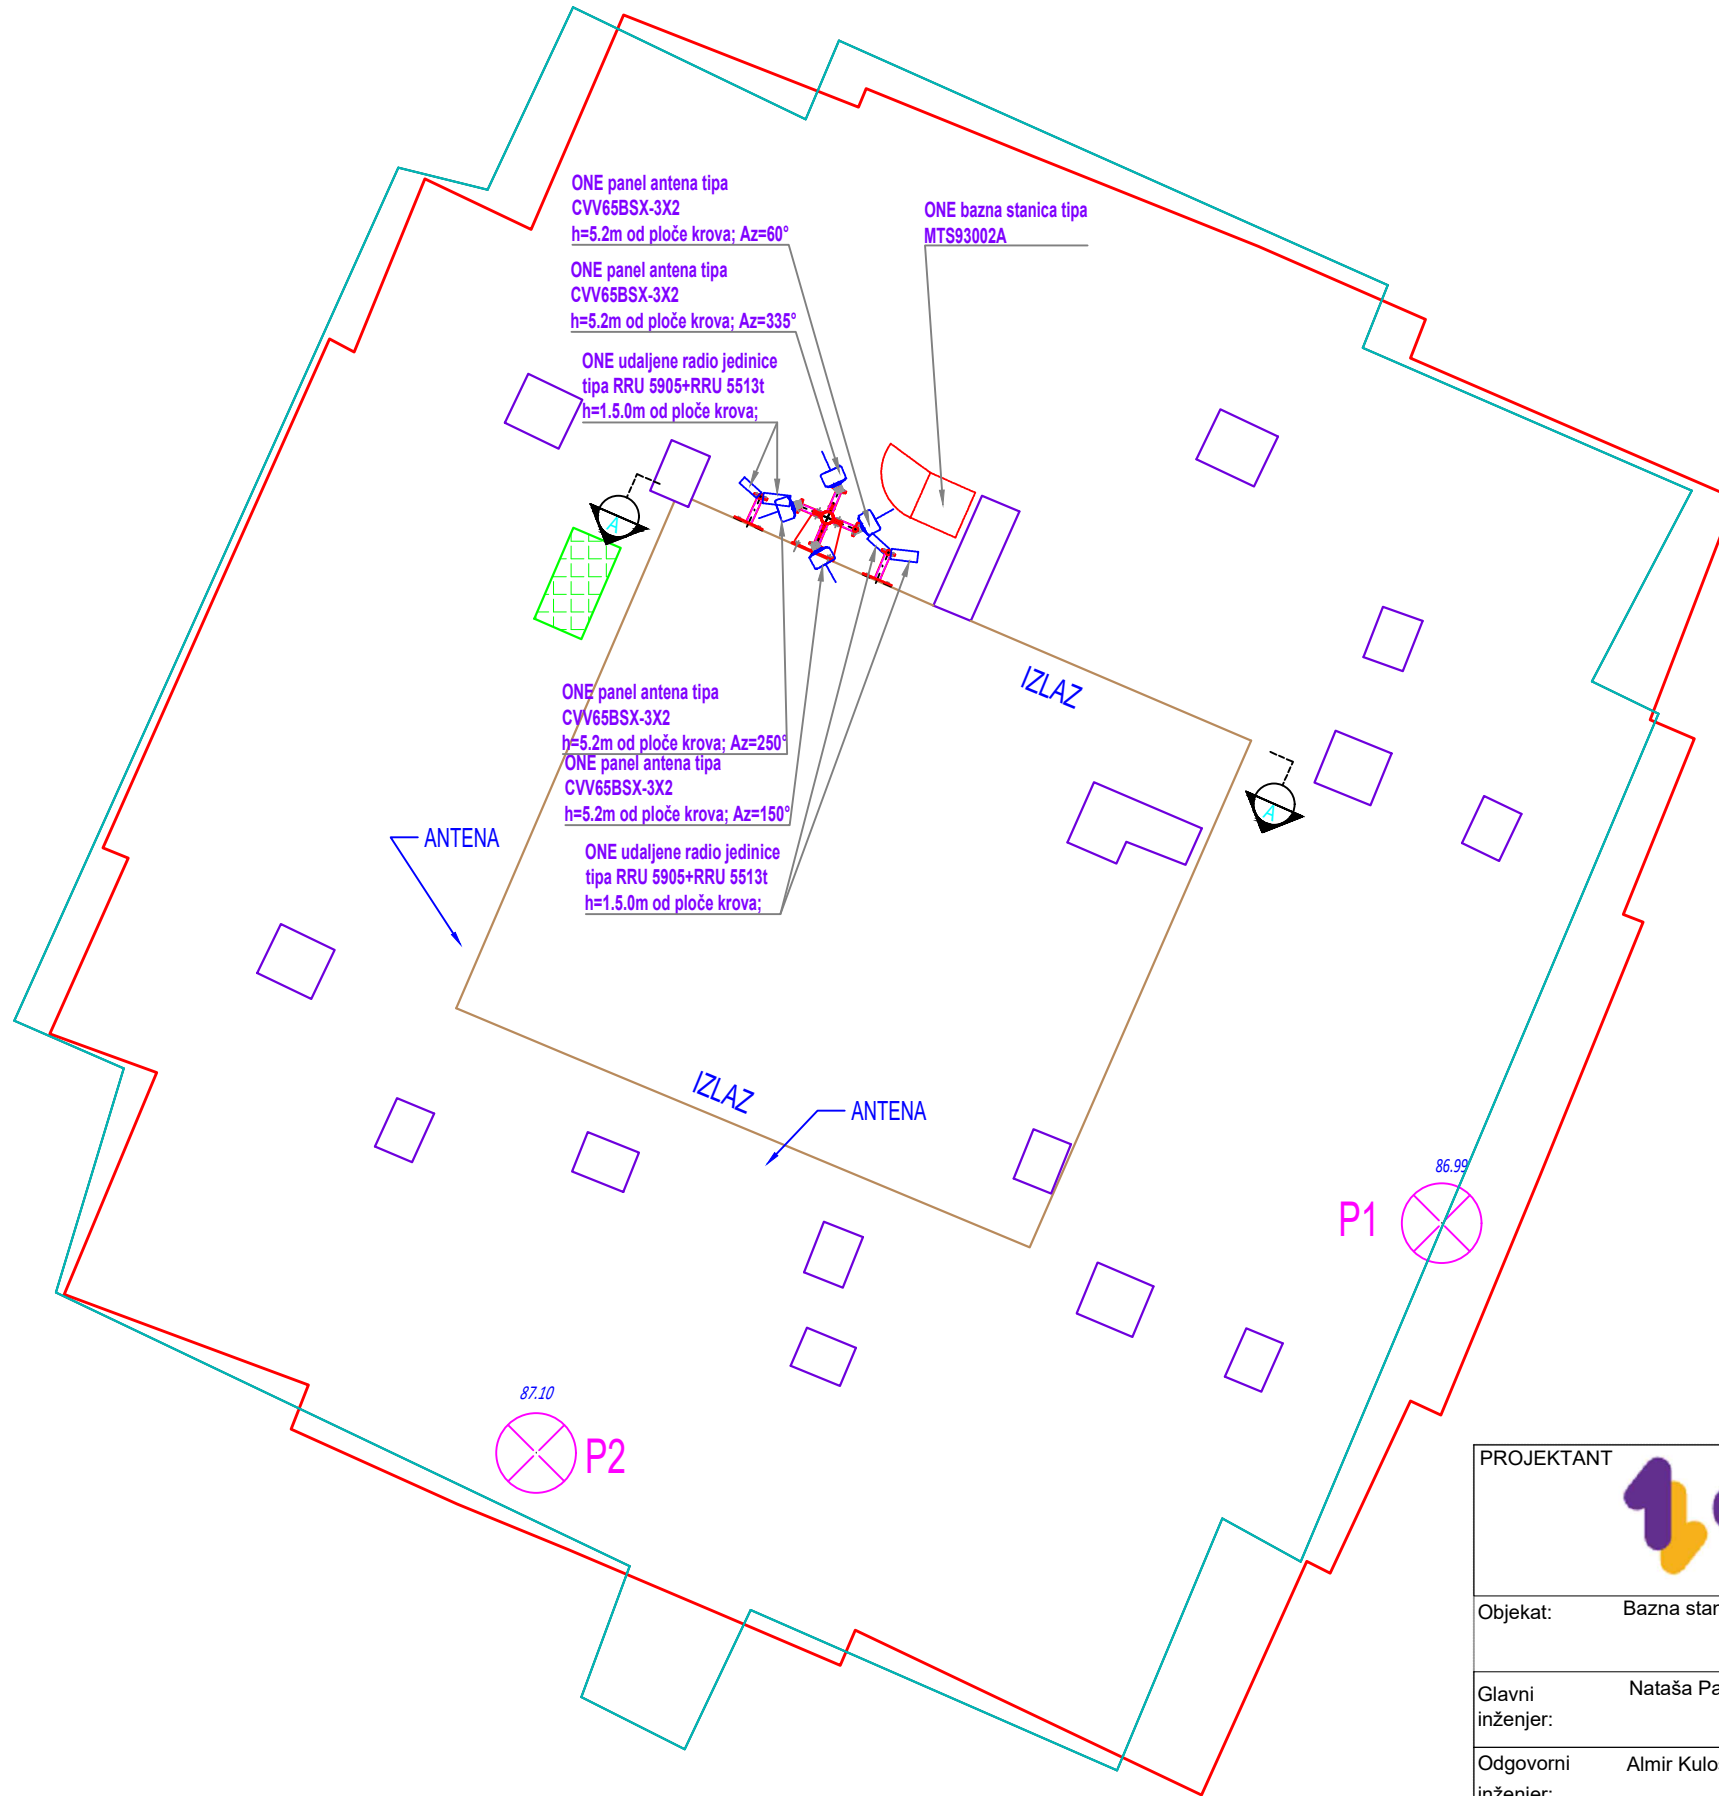 ONE panel antena tipa
CVV65BSX-3X2
h=5.2m od ploče krova; Az=60°
ONE bazna stanica tipa
MTS93002A
ONE panel antena tipa
CVV65BSX-3X2
h=5.2m od ploče krova; Az=335°
ONE udaljene radio jedinice
tipa RRU 5905+RRU 5513t
h=1.5.0m od ploče krova;
A
IZLAZ
ONE panel antena tipa
CVV65BSX-3X2
h=5.2m od ploče krova; Az=250°
ONE panel antena tipa
CVV65BSX-3X2
h=5.2m od ploče krova; Az=150°
A
ANTENA
ONE udaljene radio jedinice
tipa RRU 5905+RRU 5513t
h=1.5.0m od ploče krova;
IZLAZ
ANTENA
86.99
P1
87.10
P2
PROJEKTANT
Objekat: Bazna
Glavni Nataša
inženjer:
Odgovorni Almir
inženjer: